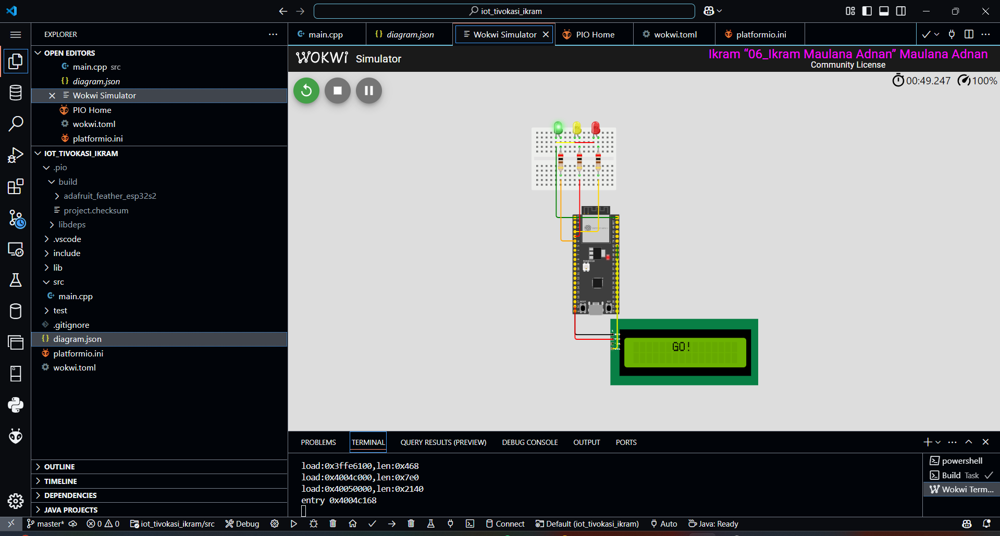 iot_tivokasi_ikram
EXPLORER
OPEN EDITORS
main.cpp src
diagram.json
Wokwi Simulator
PIO Home
wokwi.toml
platformio.ini
IOT_TIVOKASI_IKRAM
.pio
build
adafruit_feather_esp32s2
project.checksum
libdeps
.vscode
include
lib
src
main.cpp
test
.gitignore
diagram.json
platformio.ini
wokwi.toml
OUTLINE
TIMELINE
DEPENDENCIES
JAVA PROJECTS
main.cpp
diagram.json
Wokwi Simulator
PIO Home
wokwi.toml
platformio.ini
WOKWi Simulator
Ikram “06_Ikram Maulana Adnan” Maulana Adnan
Community License
00:49.247 100%
GO!
PROBLEMS TERMINAL QUERY RESULTS (PREVIEW) DEBUG CONSOLE OUTPUT PORTS
load:0x3ffe6100,len:0x468
load:0x4004c000,len:0x7e0
load:0x40050000,len:0x2140
entry 0x4004c168
powershell
Build Task
Wokwi Term...
master* 0 0 iot_tivokasi_ikram/src Debug Connect Default (iot_tivokasi_ikram) Auto Java: Ready